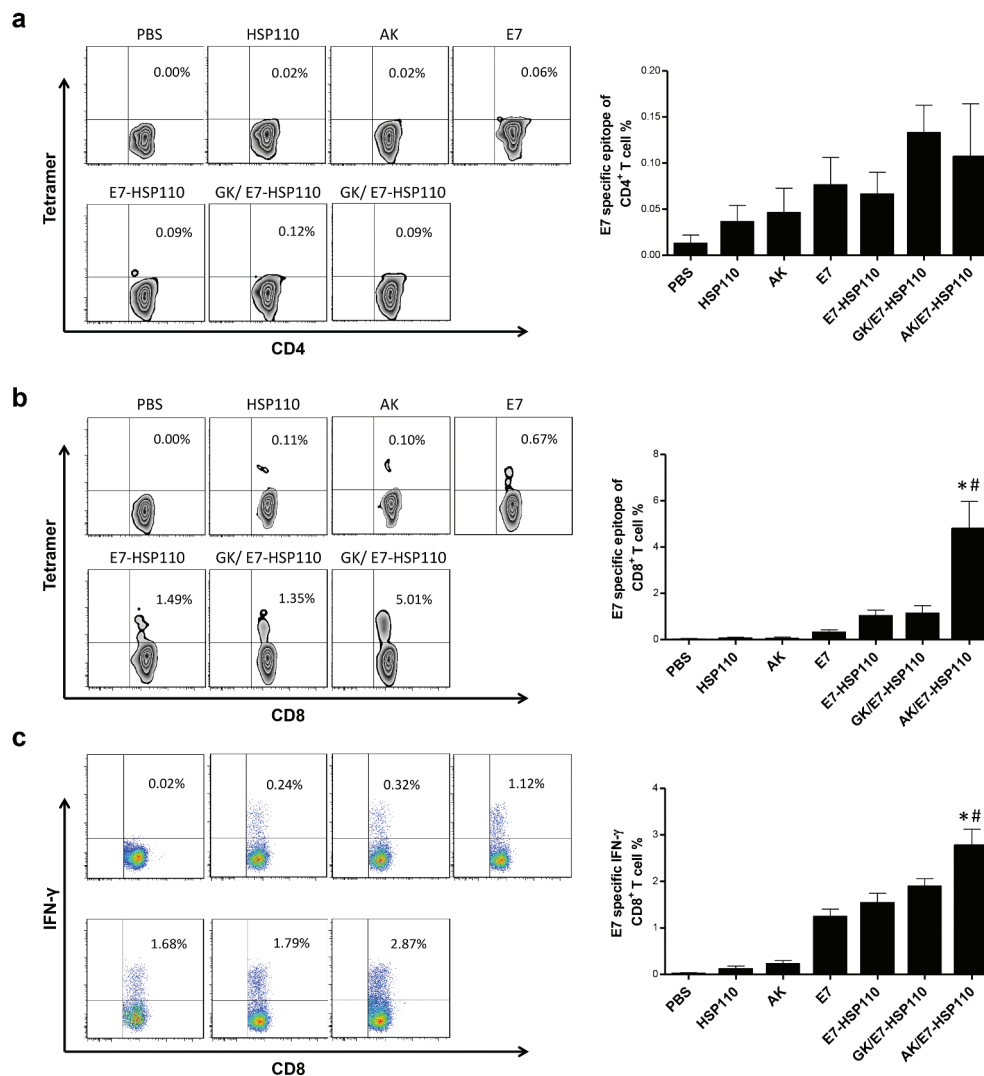 a
PBS
HSP110
AK
E7
0.00%
0.02%
0.02%
0.06%
E7-HSP110
GK/ E7-HSP110
GK/ E7-HSP110
0.09%
0.12%
0.09%
Tetramer
CD4
E7 specific epitope of
CD4+ T cell %
0.20
0.15
0.10
0.05
0.00
PBS
HSP110
AK
E7
E7-HSP110
GK/E7-HSP110
AK/E7-HSP110
b
PBS
HSP110
AK
E7
0.00%
0.11%
0.10%
0.67%
E7-HSP110
GK/ E7-HSP110
GK/ E7-HSP110
1.49%
1.35%
5.01%
Tetramer
CD8
E7 specific epitope of
CD8+ T cell %
8
6
4
2
0
*#
PBS
HSP110
AK
E7
E7-HSP110
GK/E7-HSP110
AK/E7-HSP110
c
0.02%
0.24%
0.32%
1.12%
1.68%
1.79%
2.87%
IFN-γ
CD8
E7 specific IFN-γ
CD8+ T cell %
4
3
2
1
0
*#
PBS
HSP110
AK
E7
E7-HSP110
GK/E7-HSP110
AK/E7-HSP110